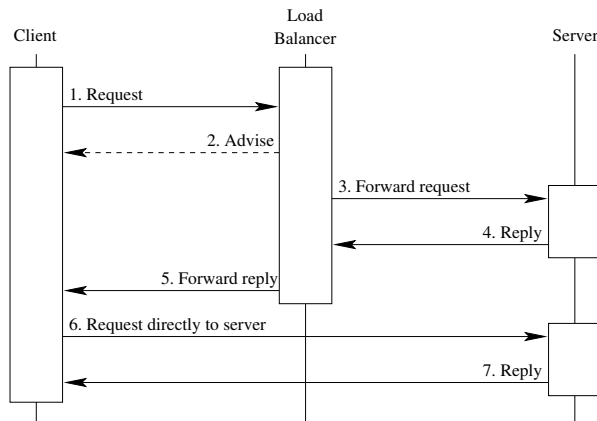 Load
Balancer
Client
Server
1. Request
2. Advise
3. Forward request
4. Reply
5. Forward reply
6. Request directly to server
7. Reply